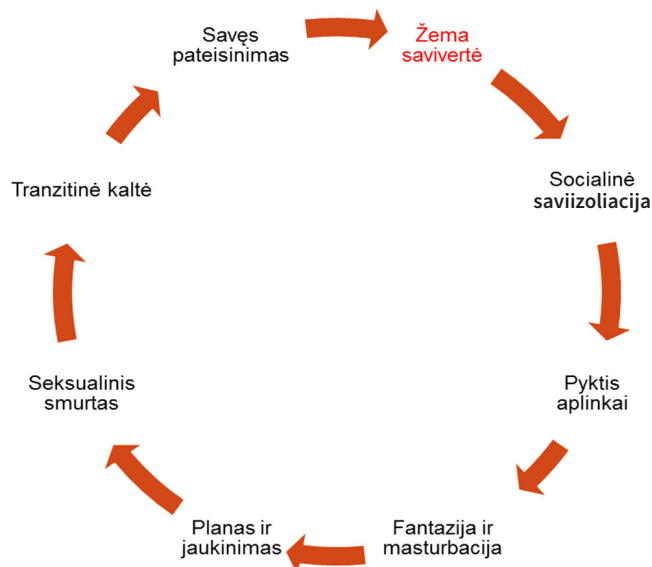 Savęs
pateisinimas
Žema
savivertė
Socialinė
saviizoliacija
Pyktis
aplinkai
Fantazija ir
masturbacija
Planas ir
jaukinimas
Seksualinis
smurtas
Tranzitinė kaltė